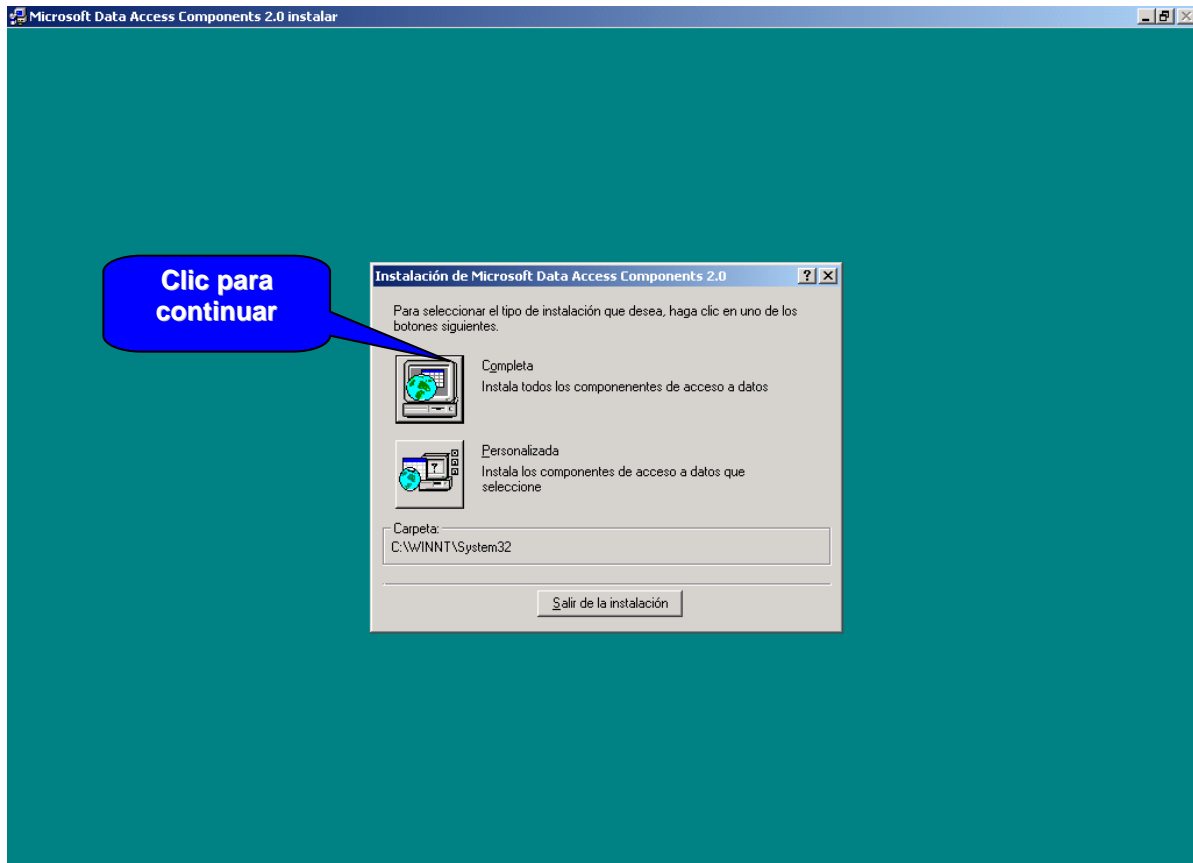 Microsoft Data Access Components 2.0 instalar
Clic para
continuar
Instalación de Microsoft Data Access Components 2.0
Para seleccionar el tipo de instalación que desea, haga clic en uno de los
botones siguientes.
Completa
Instala todos los componenentes de acceso a datos
Personalizada
Instala los componentes de acceso a datos que
seleccione
Carpeta:
C:\WINNT\System32
Salir de la instalación